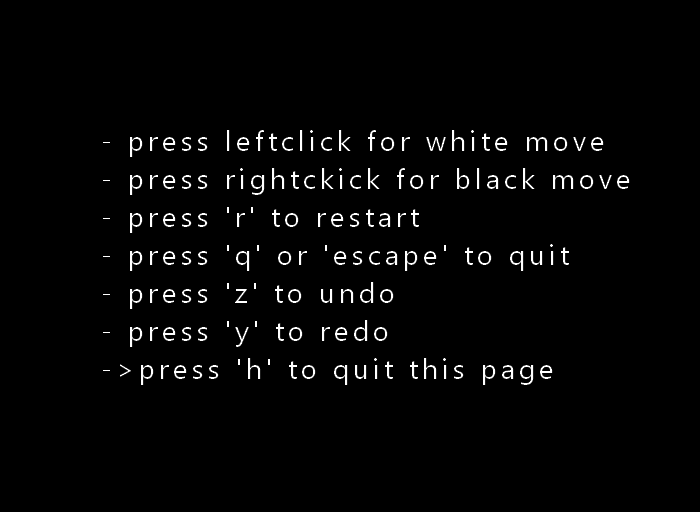 - press leftclick for white move
- press rightckick for black move
- press 'r' to restart
- press 'q' or 'escape' to quit
- press 'z' to undo
- press 'y' to redo
->press 'h' to quit this page